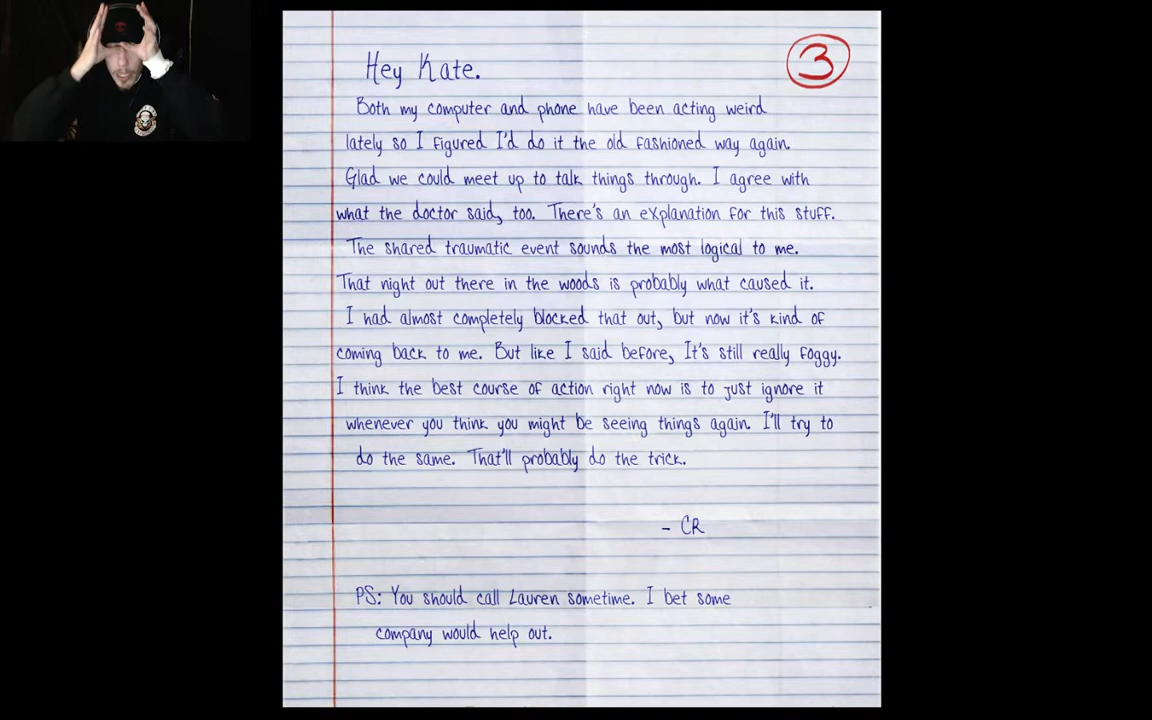 3
Hey Kate.
Both my computer and phone have been acting weird
lately so I figured I'd do it the old fashioned way again.
Glad we could meet up to talk things through. I agree with
what the doctor said, too. There's an explanation for this stuff.
The shared traumatic event sounds the most logical to me.
That night out there in the woods is probably what caused it.
I had almost completely blocked that out, but now it's kind of
coming back to me. But like I said before, It's still really foggy.
I think the best course of action right now is to just ignore it
whenever you think you might be seeing things again. I'll try to
do the same. That'll probably do the trick.
- CR
PS: You should call Lauren sometime. I bet some
company would help out.